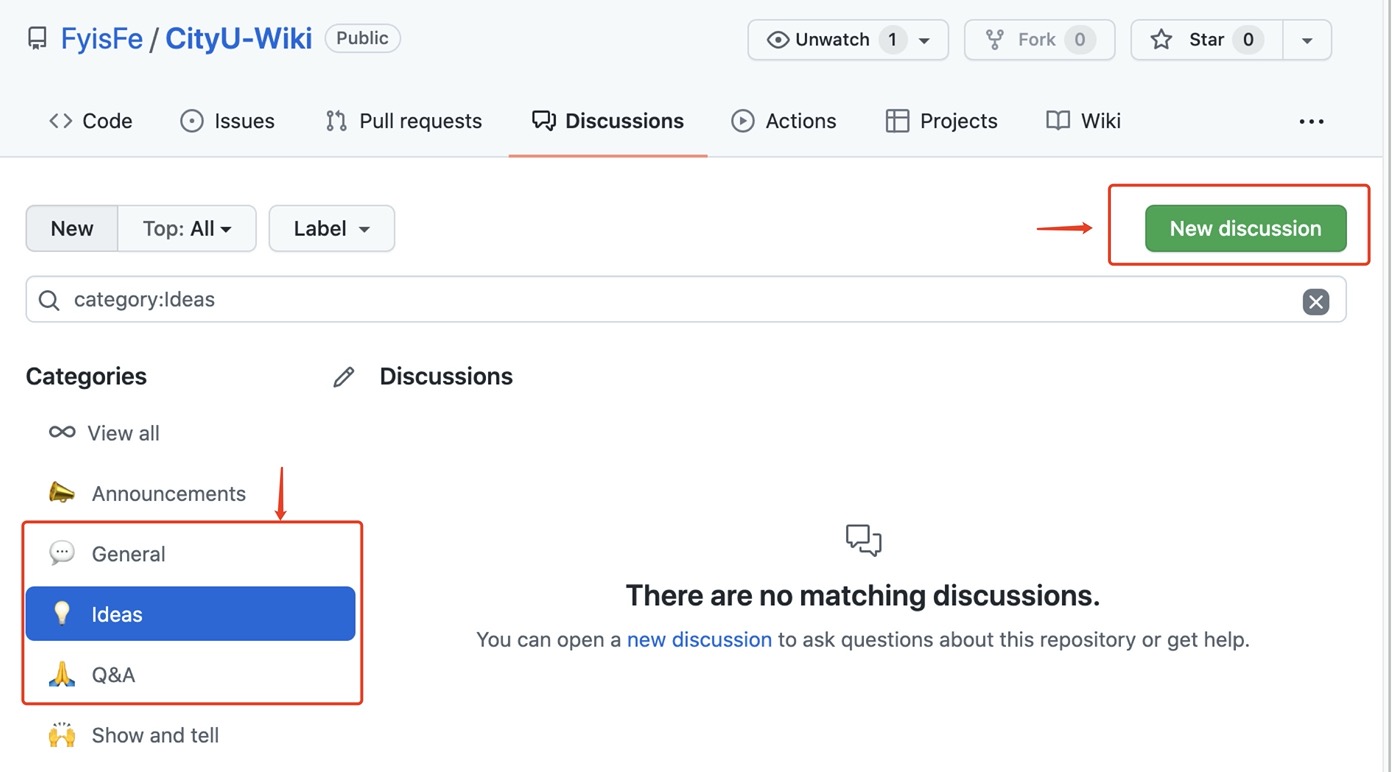 FyisFe / CityU-Wiki Public Unwatch 1 Fork 0 Star 0
Code Issues Pull requests Discussions Actions Projects Wiki
New Top: All Label New discussion
category:Ideas
Categories Discussions
View all
Announcements
General
Ideas
There are no matching discussions.
You can open a new discussion to ask questions about this repository or get help.
Q&A
Show and tell